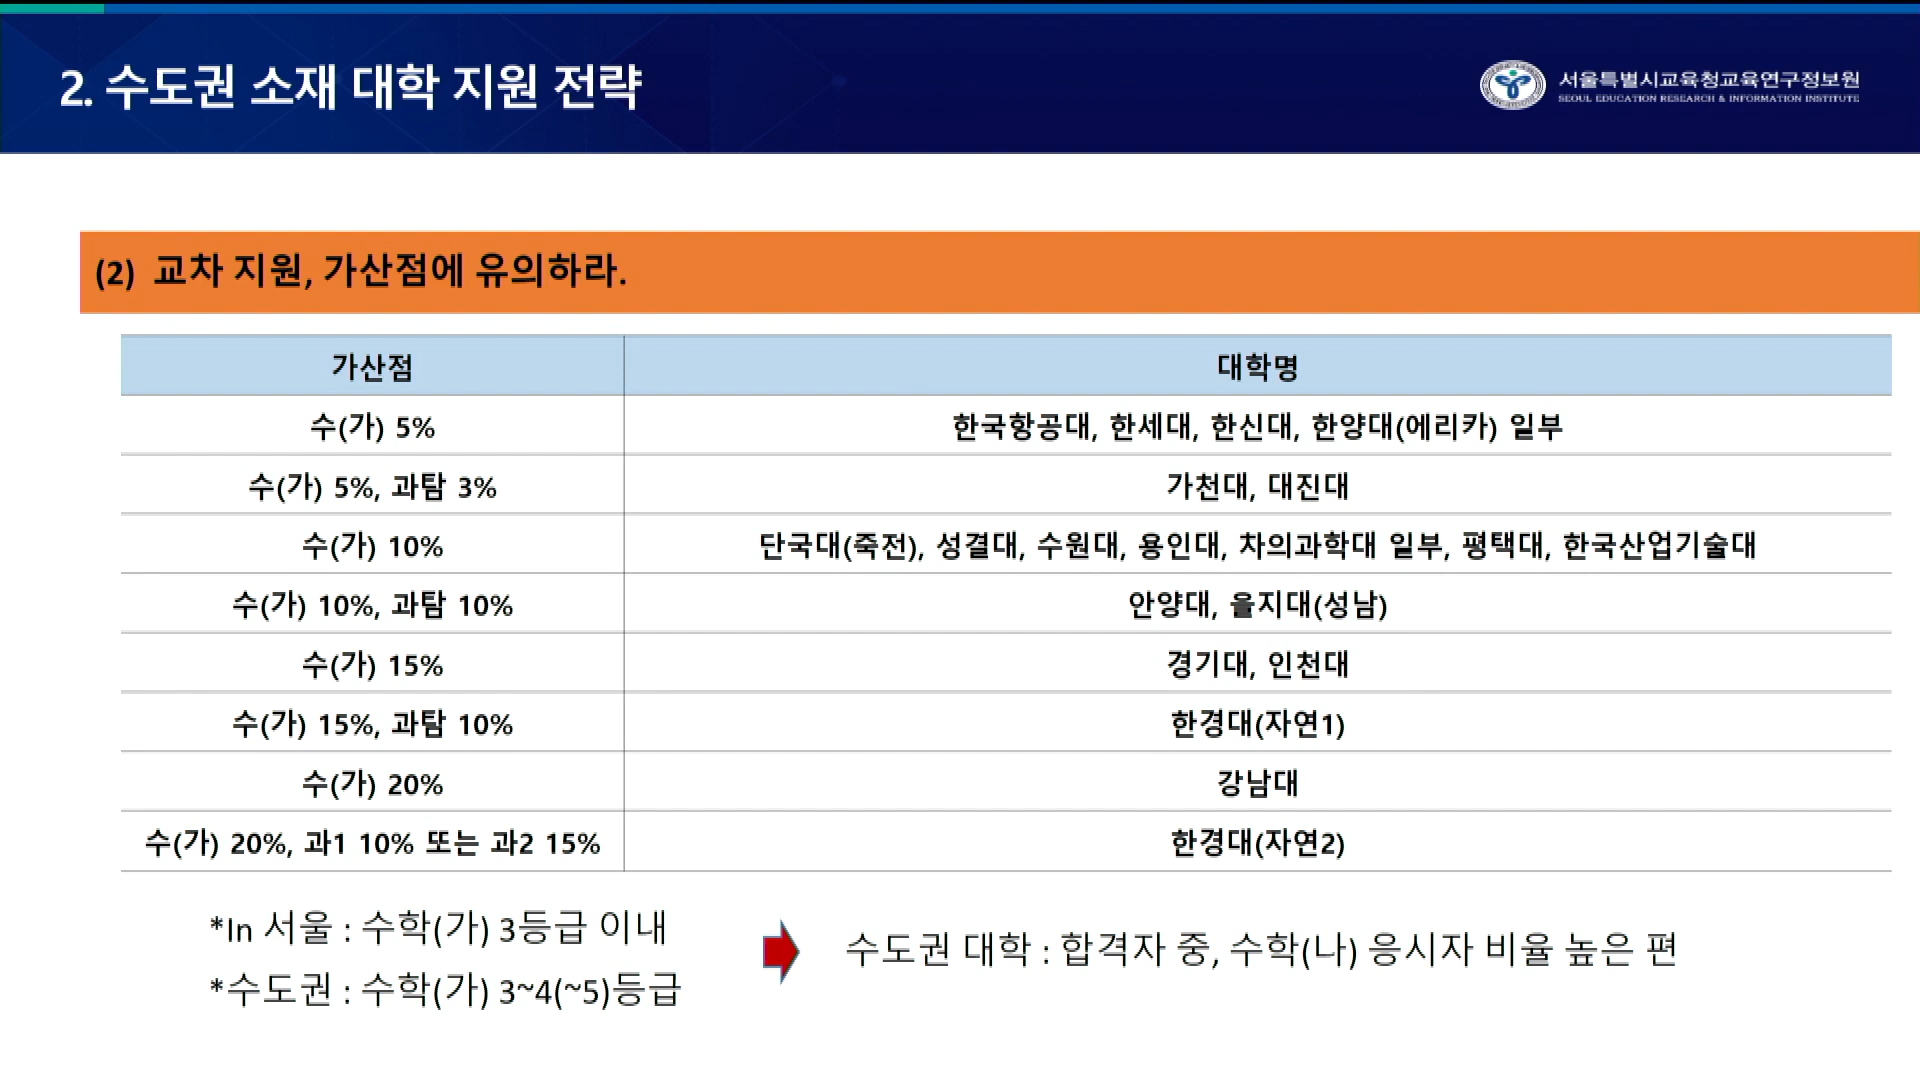 2. 수도권 소재 대학 지원 전략
서울특별시교육청교육연구정보원
SEOUL EDUCATION RESEARCH & INFORMATION INSTITUTE
(2) 교차 지원, 가산점에 유의하라.
가산점 대학명
수(가) 5% 한국항공대, 한세대, 한신대, 한양대(에리카) 일부
수(가) 5%, 과탐 3% 가천대, 대진대
수(가) 10% 단국대(죽전), 성결대, 수원대, 용인대, 차의과학대 일부, 평택대, 한국산업기술대
수(가) 10%, 과탐 10% 안양대, 을지대(성남)
수(가) 15% 경기대, 인천대
수(가) 15%, 과탐 10% 한경대(자연1)
수(가) 20% 강남대
수(가) 20%, 과1 10% 또는 과2 15% 한경대(자연2)
*In 서울 : 수학(가) 3등급 이내
*수도권 : 수학(가) 3~4(~5)등급
수도권 대학 : 합격자 중, 수학(나) 응시자 비율 높은 편